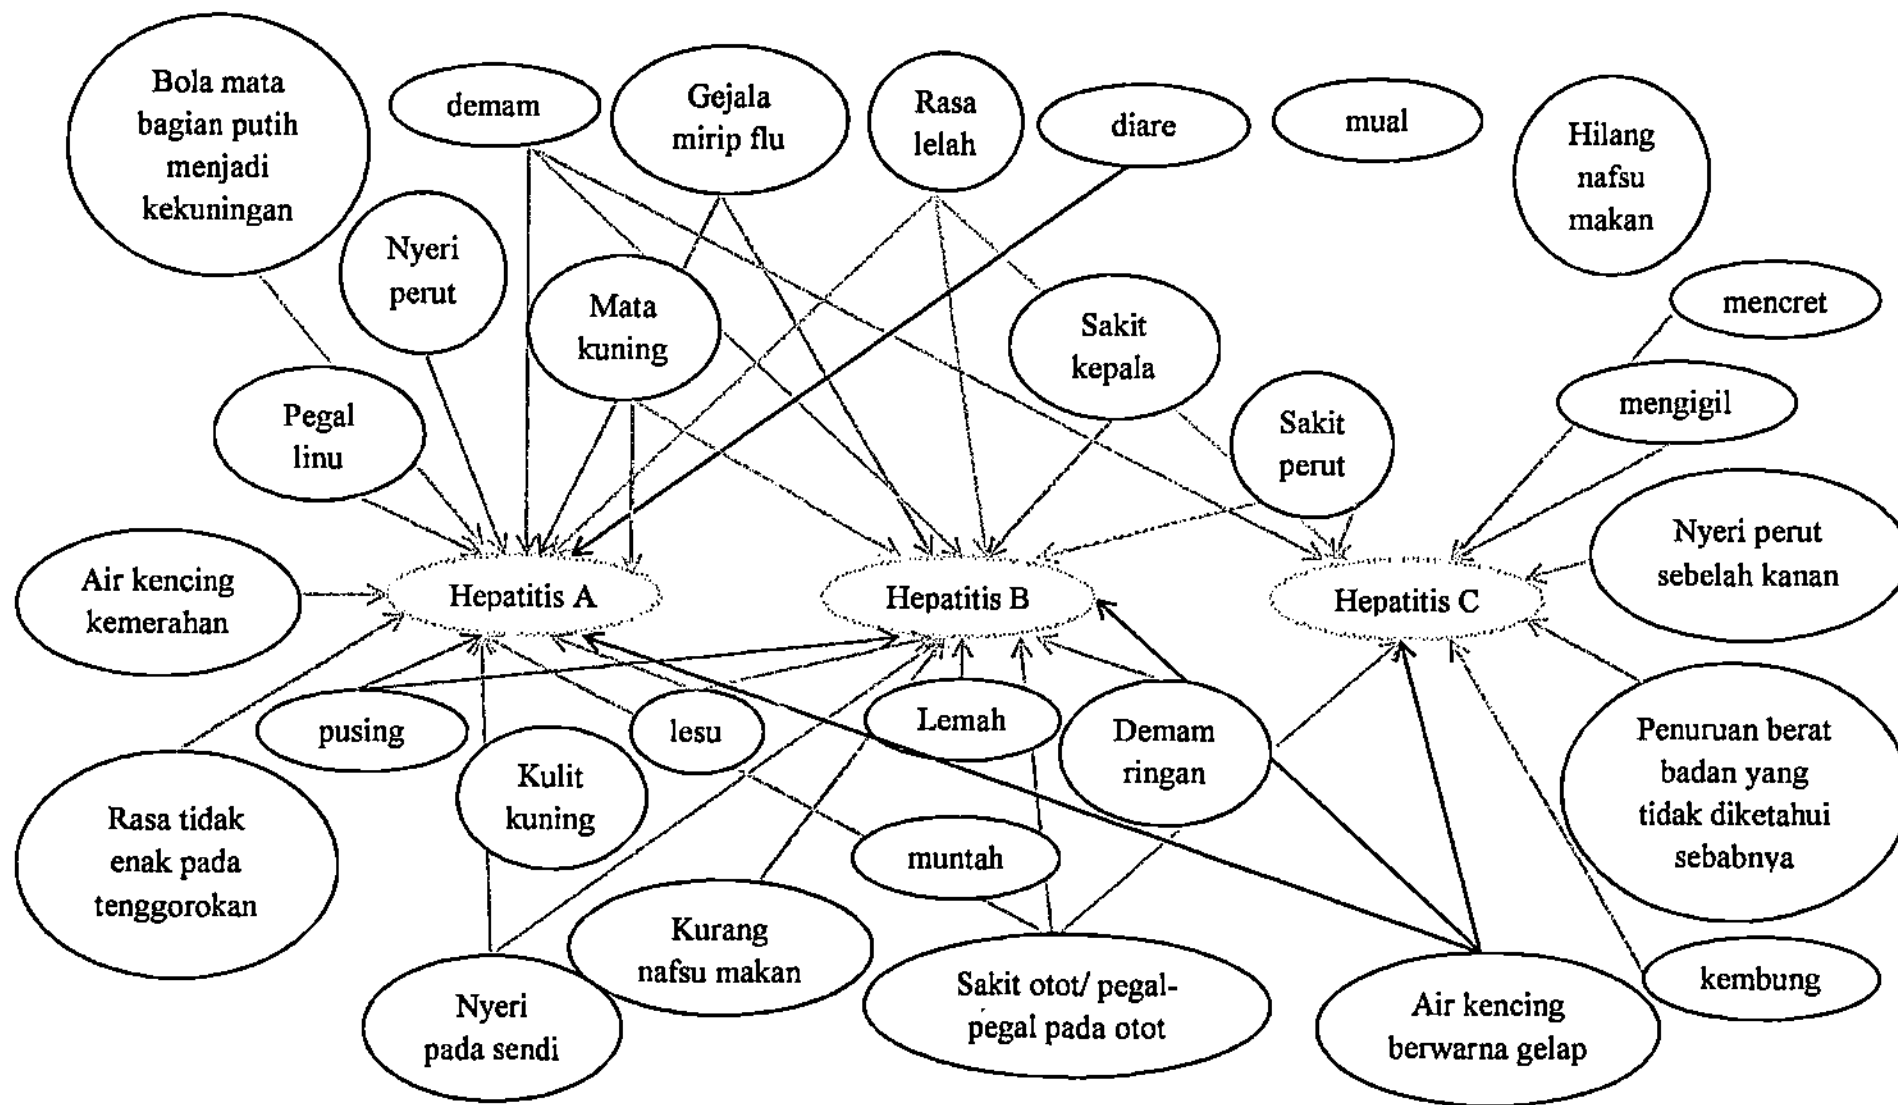 Bola mata
bagian putih
menjadi
kekuningan
demam
Gejala
mirip flu
Rasa
lelah
diare
mual
Hilang
nafsu
makan
Nyeri
perut
Mata
kuning
Sakit
kepala
mencret
Pegal
linu
Sakit
perut
mengigil
Air kencing
kemerahan
Hepatitis A
Hepatitis B
Hepatitis C
Nyeri perut
sebelah kanan
pusing
lesu
Lemah
Demam
ringan
Penuruan berat
badan yang
tidak diketahui
sebabnya
Rasa tidak
enak pada
tenggorokan
Kulit
kuning
muntah
Nyeri
pada sendi
Kurang
nafsu makan
Sakit otot/ pegal-
pegal pada otot
Air kencing
berwarna gelap
kembung